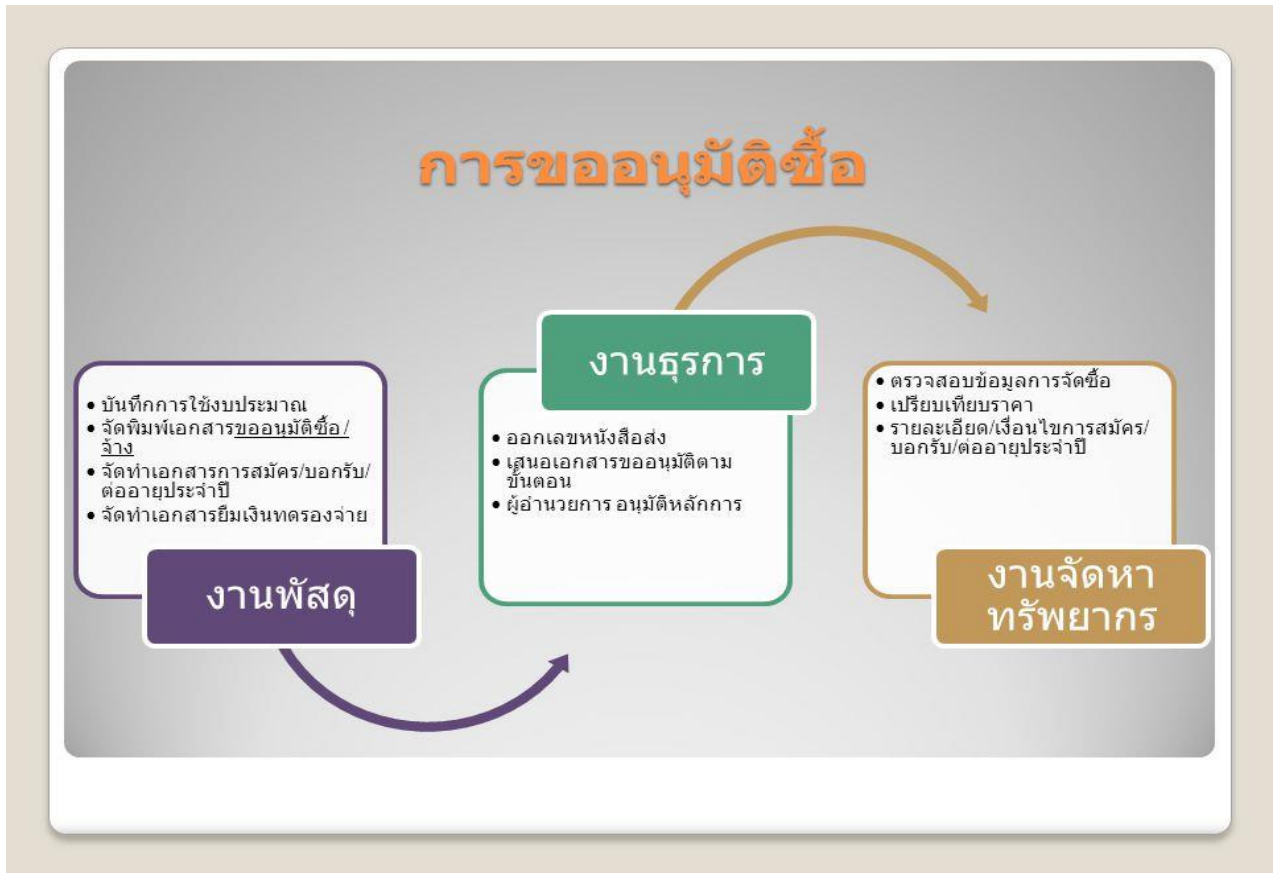 การขออนุมัติซื้อ
• บันทึกการใช้งบประมาณ
• จัดพิมพ์เอกสารขออนุมัติซื้อ/
จ้าง
• จัดทำเอกสารการสมัคร/บอกรับ/
ต่ออายุประจำปี
• จัดทำเอกสารยืมเงินทดรองจ่าย
งานพัสดุ
งานธุรการ
• ออกเลขหนังสือส่ง
• เสนอเอกสารขออนุมัติตาม
ขั้นตอน
• ผู้อำนวยการ อนุมัติหลักการ
• ตรวจสอบข้อมูลการจัดซื้อ
• เปรียบเทียบราคา
• รายละเอียด/เงื่อนไขการสมัคร/
บอกรับ/ต่ออายุประจำปี
งานจัดหา
ทรัพยากร